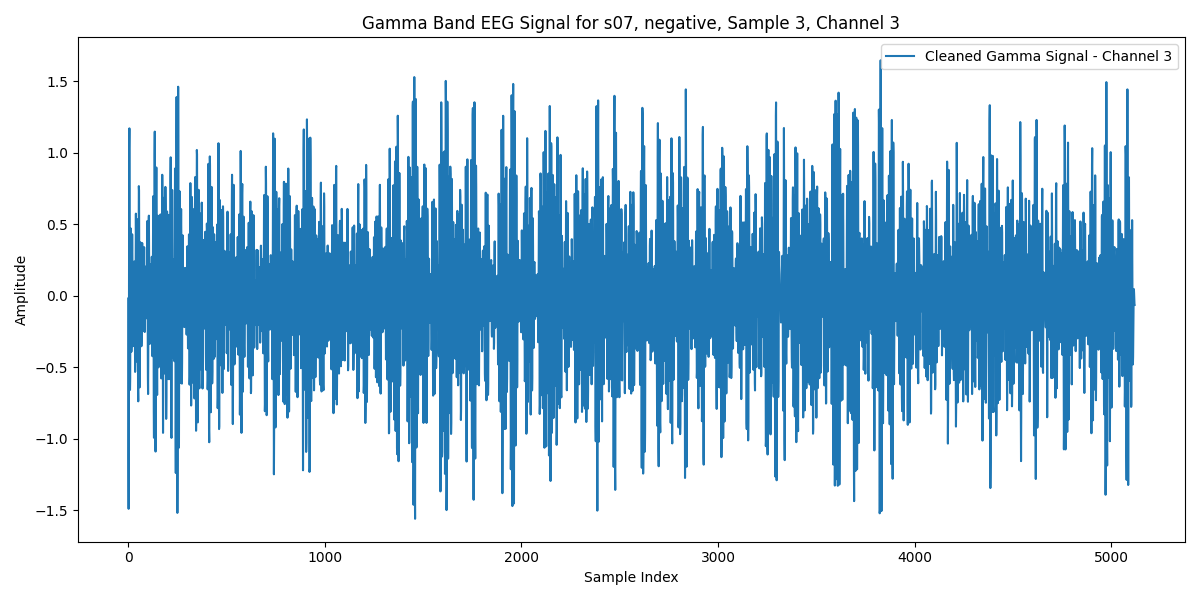 Gamma Band EEG Signal for s07, negative, Sample 3, Channel 3
Cleaned Gamma Signal - Channel 3
1.5
1.0
0.5
0.0
−0.5
−1.0
−1.5
Amplitude
0 1000 2000 3000 4000 5000
Sample Index